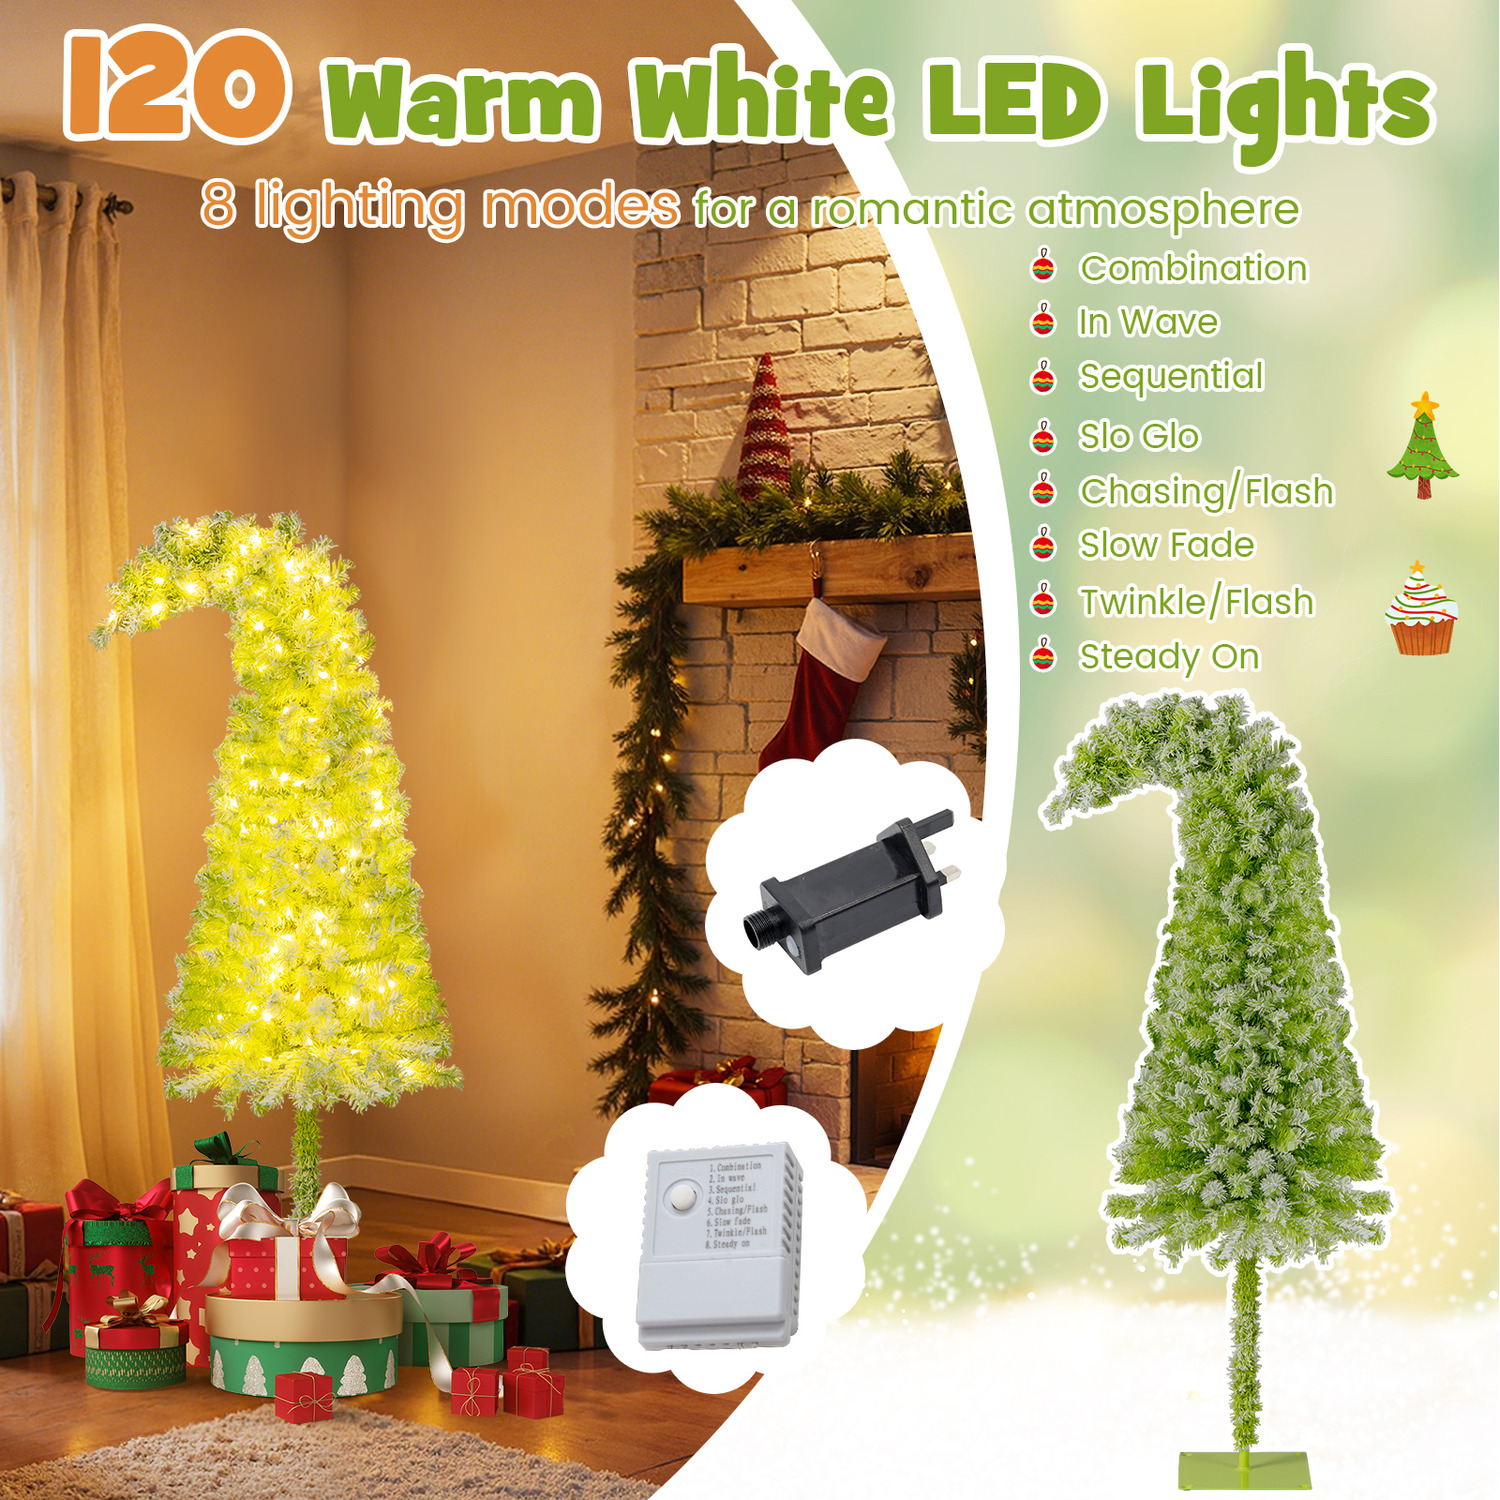 120 Warm White LED Lights
8 lighting modes for a romantic atmosphere
Combination
In Wave
Sequential
Slo Glo
Chasing/Flash
Slow Fade
Twinkle/Flash
Steady On
1. Combination
2. In wave
3. Sequential
4. Slo glo
5. Chasing/Flash
6. Slow fade
7. Twinkle/Flash
8. Steady on